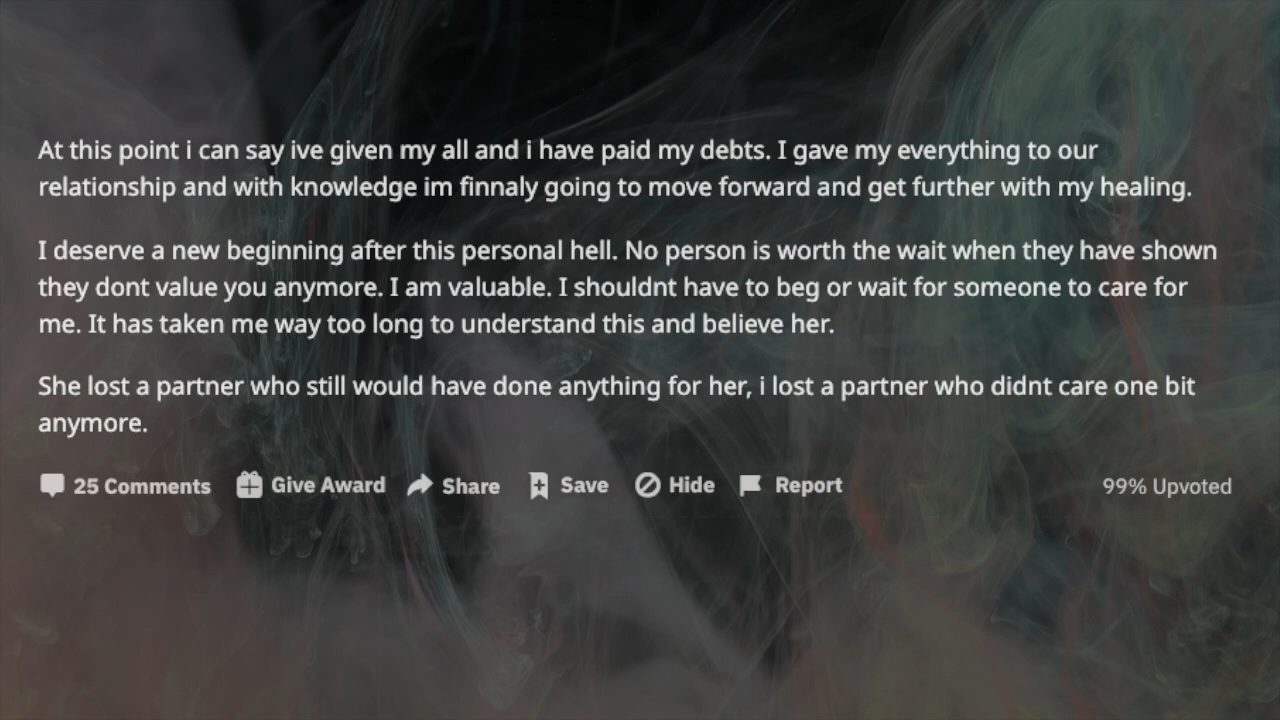 At this point i can say ive given my all and i have paid my debts. I gave my everything to our
relationship and with knowledge im finnaly going to move forward and get further with my healing.
I deserve a new beginning after this personal hell. No person is worth the wait when they have shown
they dont value you anymore. I am valuable. I shouldnt have to beg or wait for someone to care for
me. It has taken me way too long to understand this and believe her.
She lost a partner who still would have done anything for her, i lost a partner who didnt care one bit
anymore.
25 Comments Give Award Share Save Hide Report 99% Upvoted